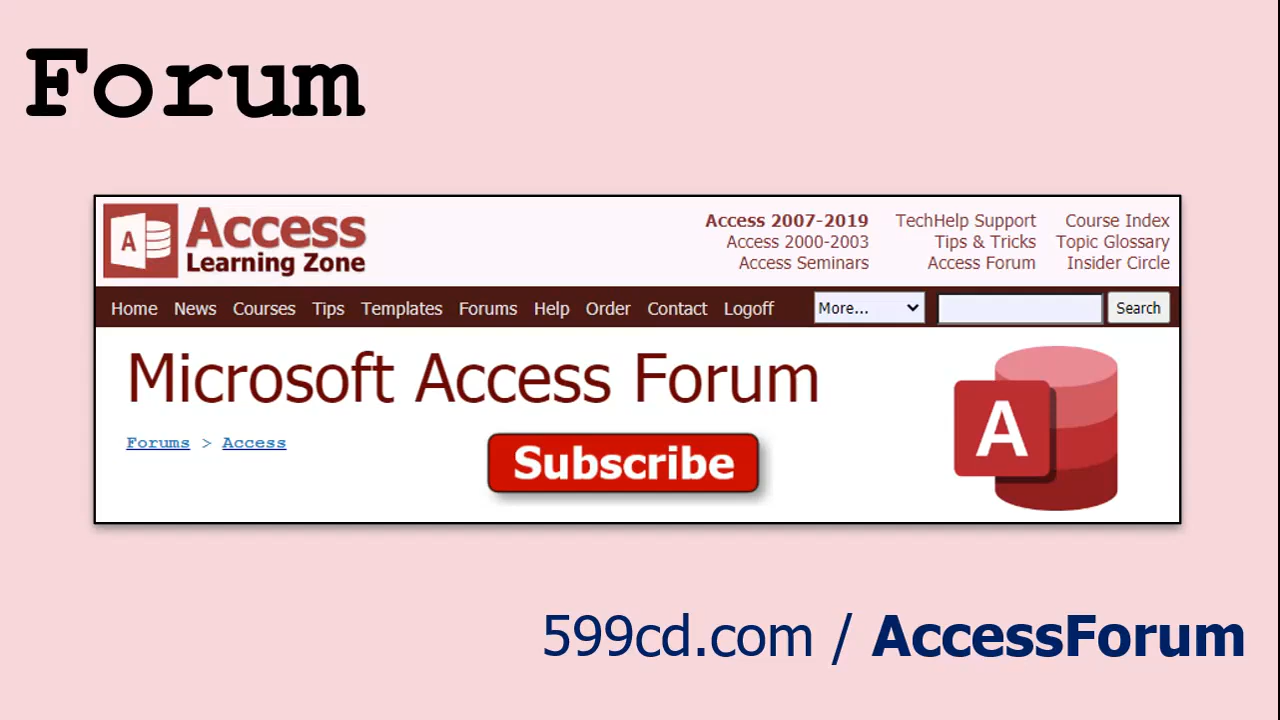 Forum
A Access
Learning Zone
Access 2007-2019 TechHelp Support Course Index
Access 2000-2003 Tips & Tricks Topic Glossary
Access Seminars Access Forum Insider Circle
Home News Courses Tips Templates Forums Help Order Contact Logoff More... Search
Microsoft Access Forum
Forums > Access
Subscribe
A
599cd.com / AccessForum